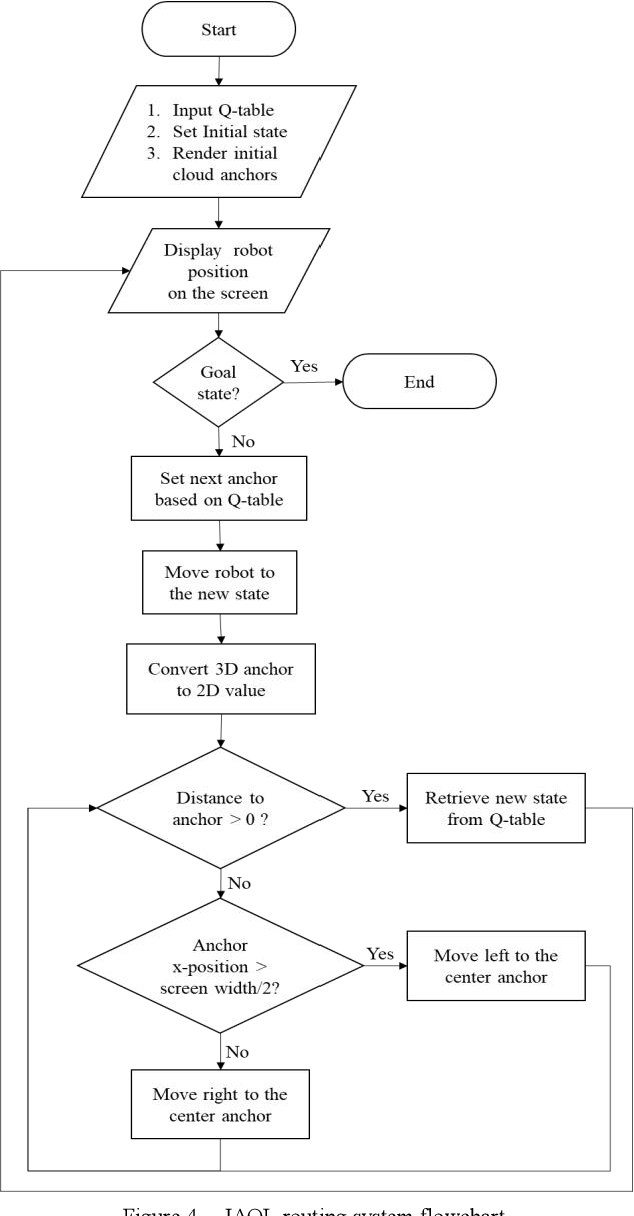 Start
1. Input Q-table
2. Set Initial state
3. Render initial
cloud anchors
Display robot
position
on the screen
Goal
state?
Yes
End
No
Set next anchor
based on Q-table
Move robot to
the new state
Convert 3D anchor
to 2D value
Distance to
anchor > 0 ?
Yes
Retrieve new state
from Q-table
No
Anchor
x-position >
screen width/2?
Yes
Move left to the
center anchor
No
Move right to the
center anchor
Figure 4. routing system flowchart